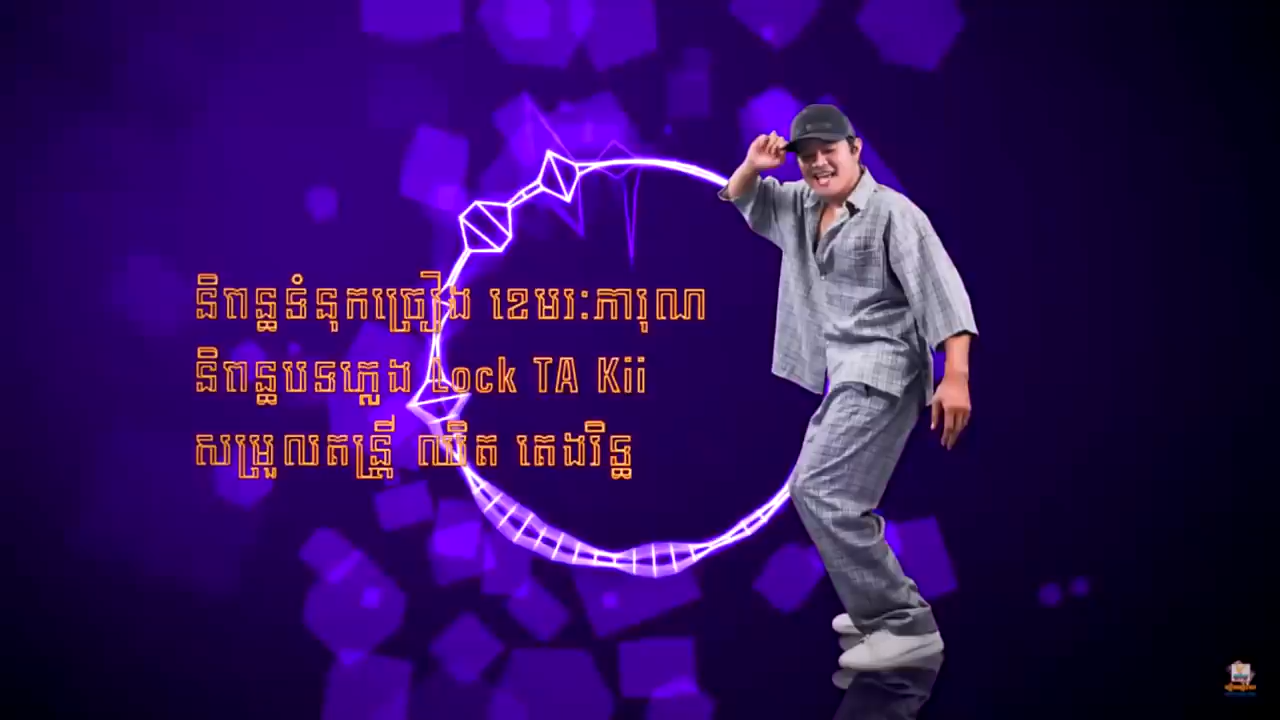 និពន្ធទំនុកច្រៀង ខេមរៈភារុណ
និពន្ធបទភ្លេង Lock TA Kii
សម្រួលតន្ត្រី ឈិត តេងរិទ្ធ